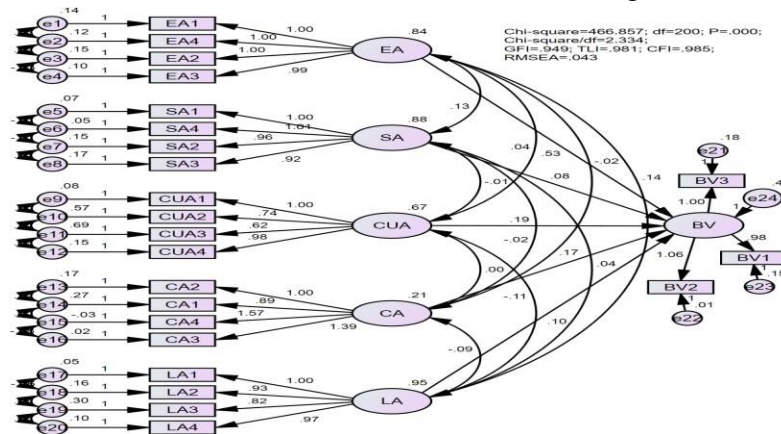 Chi-square=466.857; df=200; P=.000;
Chi-square/df=2.334;
GFI=.949; TLI=.981; CFI=.985;
RMSEA=.043
.14
e1 1 EA1 1.00
.12
e2 1 EA4 1.00
.15
e3 1 EA2 1.00
.10
e4 1 EA3 .99
.84
EA
.07
e5 1 SA1 1.00
.05
e6 1 SA4 1.01
.15
e7 1 SA2 .96
.17
e8 1 SA3 .92
.88
SA
.08
e9 1 CUA1 1.00
.57
e10 1 CUA2 .74
.69
e11 1 CUA3 .62
.15
e12 1 CUA4 .98
.67
CUA
.17
e13 1 CA2 1.00
.27
e14 1 CA1 .89
-.03
e15 1 CA4 1.57
.02
e16 1 CA3 1.39
.21
CA
.05
e17 1 LA1 1.00
.16
e18 1 LA2 .93
.30
e19 1 LA3 .82
.10
e20 1 LA4 .97
.95
LA
.13
.04
.53
-.02
.14
-.01
.08
.19
-.02
.00
.17
.04
-.11
.10
-.09
.18
e21
1
BV3
1.00
e24
1
BV
.98
BV1
1
.15
e23
1.06
BV2
1
.01
e22